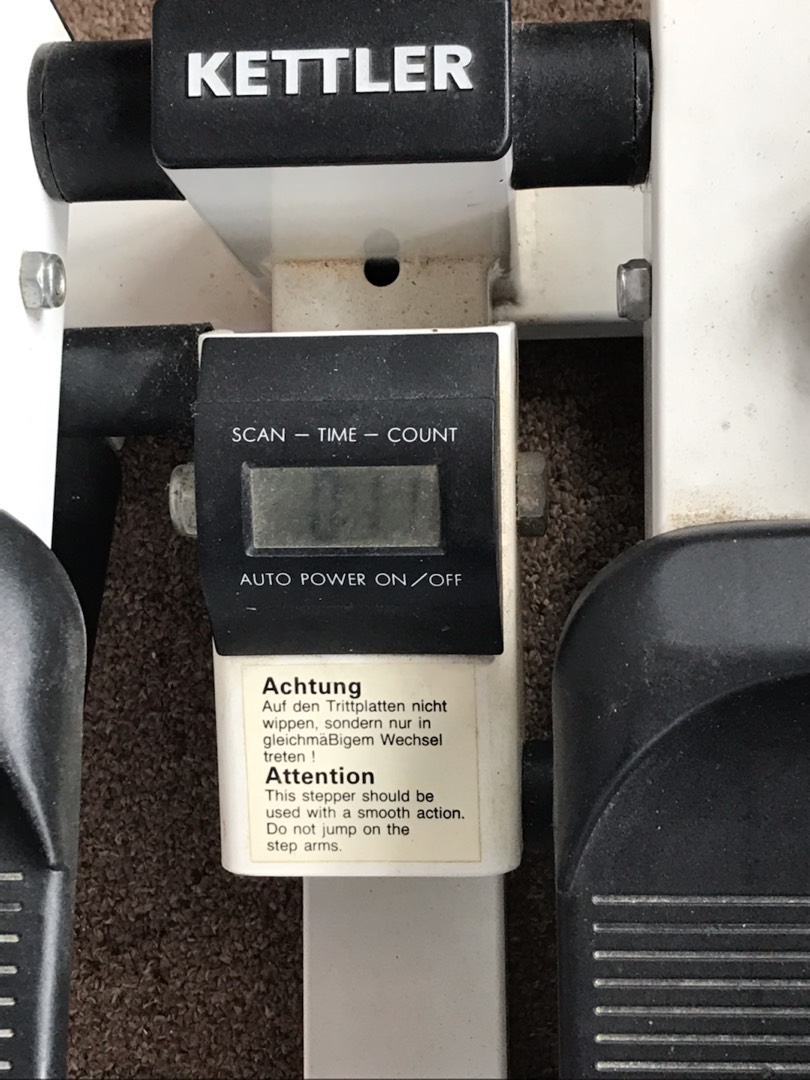 KETTLER
SCAN — TIME — COUNT
AUTO POWER ON/OFF
Achtung
Auf den Trittplatten nicht
wippen, sondern nur in
gleichmäBigem Wechsel
treten !
Attention
This stepper should be
used with a smooth action.
Do not jump on the
step arms.